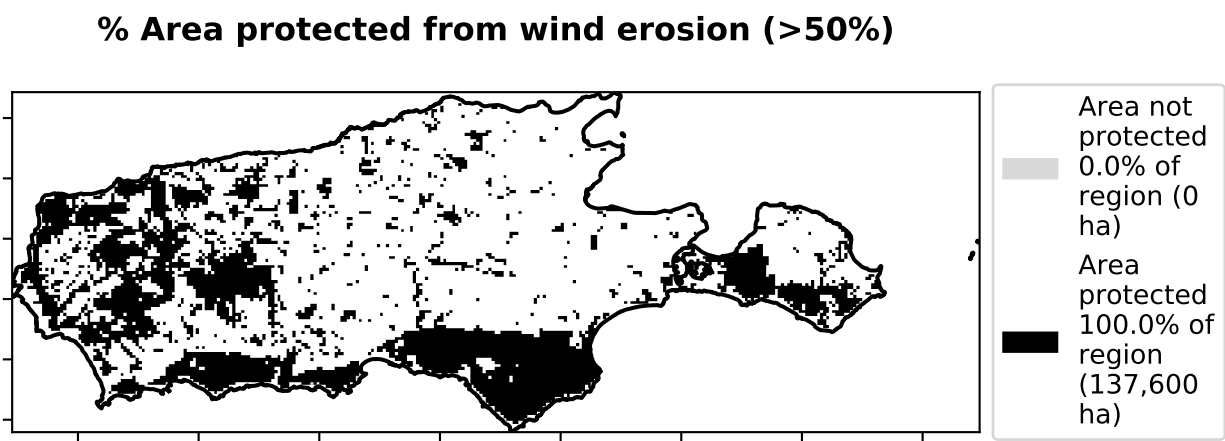 % Area protected from wind erosion (>50%)
Area not
protected
0.0% of
region (0
ha)
Area
protected
100.0% of
region
(137,600
ha)